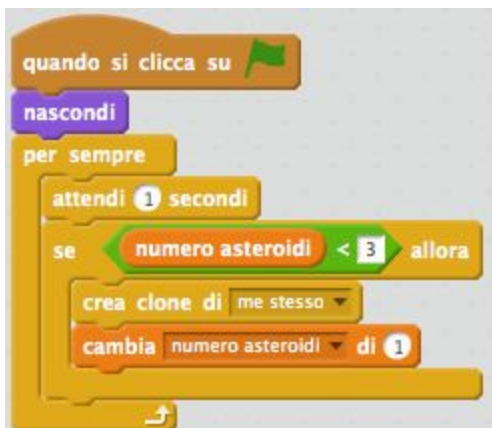 quando si clicca su
nascondi
per sempre
attendi 1 secondi
se numero asteroidi < 3 allora
crea clone di me stesso
cambia numero asteroidi di 1